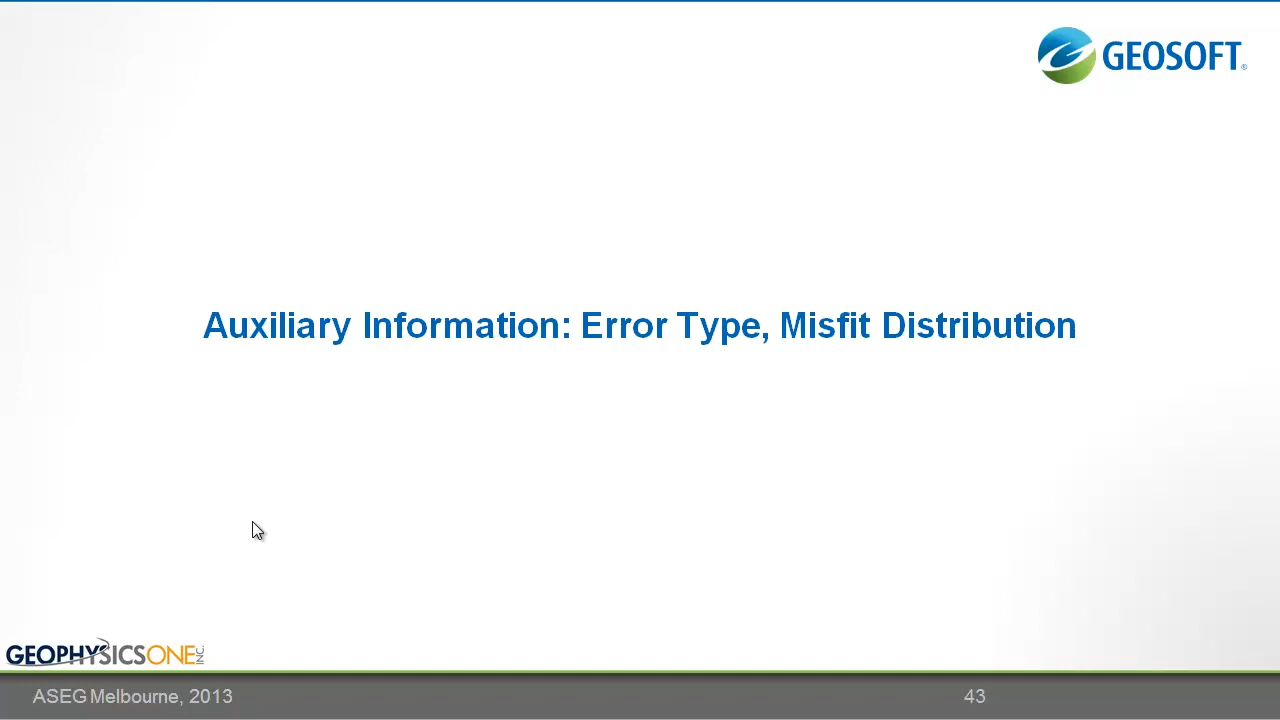 GEOSOFT®
Auxiliary Information: Error Type, Misfit Distribution
GEOPHYSICSONE INC.
ASEG Melbourne, 2013
43